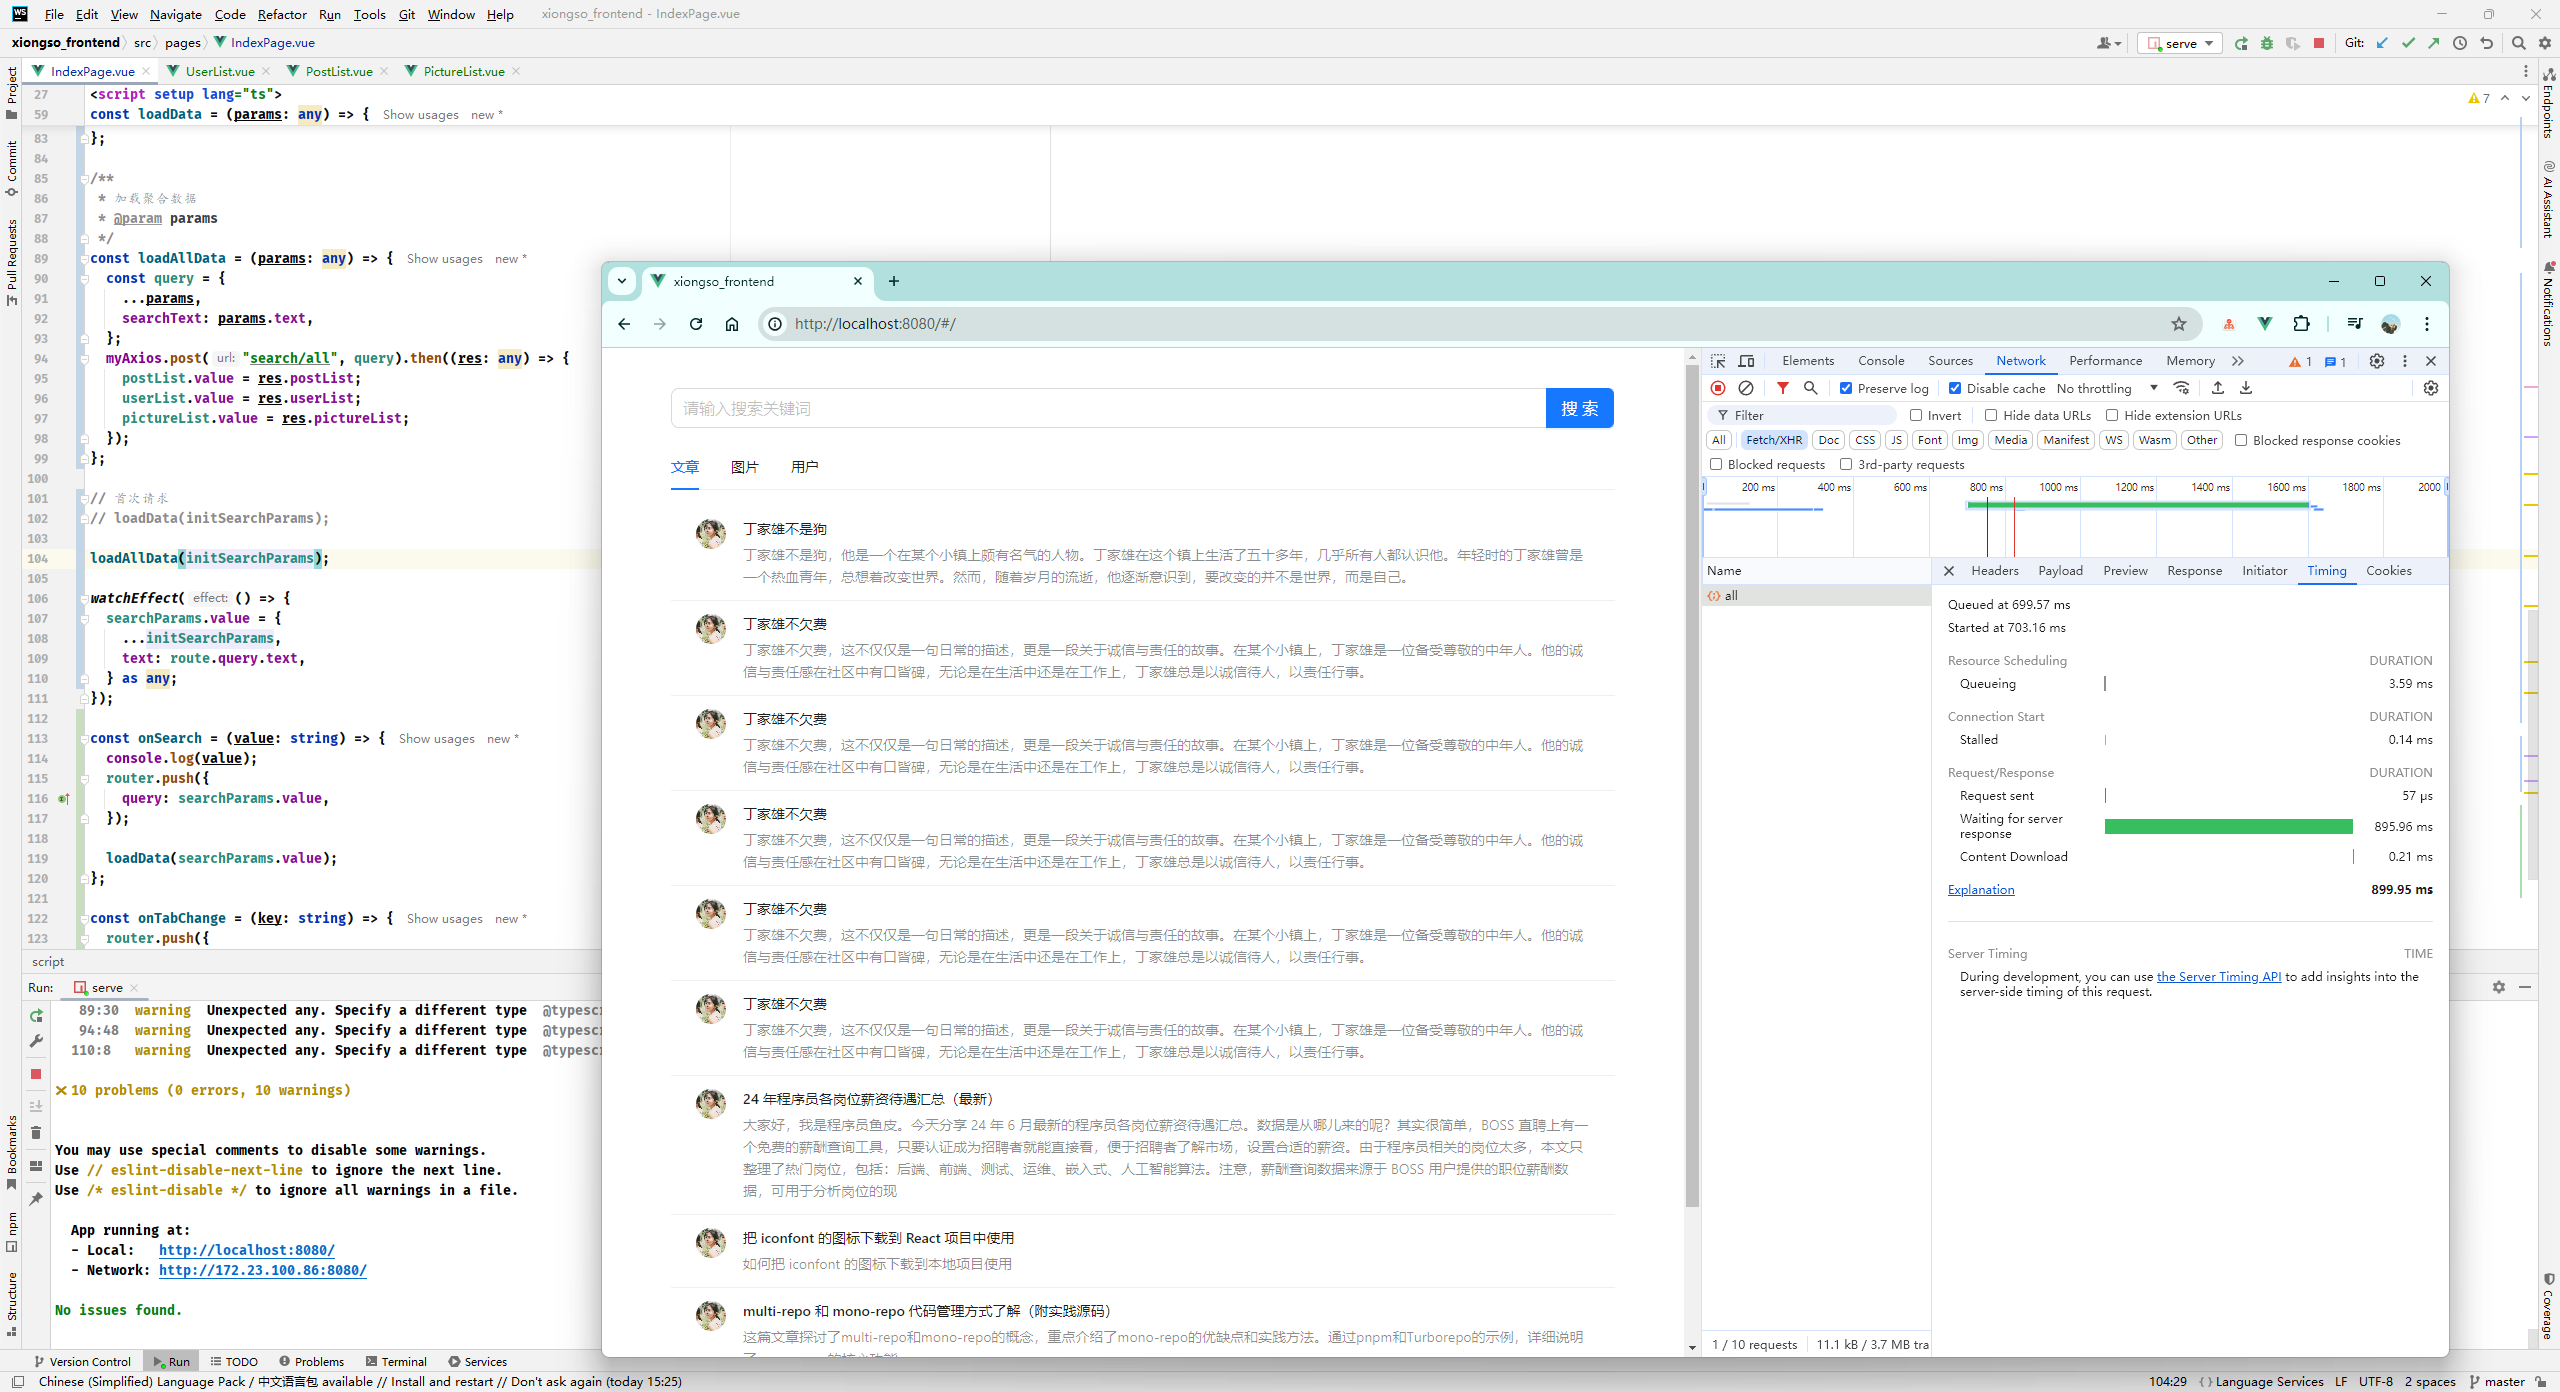 File Edit View Navigate Code Refactor Run Tools Git Window Help xiongso_frontend - IndexPage.vue
xiongso_frontend src pages IndexPage.vue serve Git:
IndexPage.vue UserList.vue PostList.vue PictureList.vue
Project
Commit
Pull Requests
Bookmarks
npm
Structure
27 <script setup lang="ts">
59 const loadData = (params: any) => { Show usages new *
7
83 };
84
85 /**
86 * 加载聚合数据
87 * @param params
88 */
89 const loadAllData = (params: any) => { Show usages new *
90 const query = {
91 ...params,
92 searchText: params.text,
93 };
94 myAxios.post( url: "search/all", query).then((res: any) => {
95 postList.value = res.postList;
96 userList.value = res.userList;
97 pictureList.value = res.pictureList;
98 });
99 };
100
101 // 首次请求
102 // loadData(initSearchParams);
103
104 loadAllData(initSearchParams);
105
106 watchEffect( effect: () => {
107 searchParams.value = {
108 ...initSearchParams,
109 text: route.query.text,
110 } as any;
111 });
112
113 const onSearch = (value: string) => { Show usages new *
114 console.log(value);
115 router.push({
116 query: searchParams.value,
117 });
118
119 loadData(searchParams.value);
120 };
121
122 const onTabChange = (key: string) => { Show usages new *
123 router.push({
script
Run: serve
89:30 warning Unexpected any. Specify a different type @typescr
94:48 warning Unexpected any. Specify a different type @typescr
110:8 warning Unexpected any. Specify a different type @typescr
10 problems (0 errors, 10 warnings)
You may use special comments to disable some warnings.
Use // eslint-disable-next-line to ignore the next line.
Use /* eslint-disable */ to ignore all warnings in a file.
App running at:
- Local: http://localhost:8080/
- Network: http://172.23.100.86:8080/
No issues found.
Version Control Run TODO Problems Terminal Services
Chinese (Simplified) Language Pack / 中文语言包 available // Install and restart // Don't ask again (today 15:25)
104:29 Language Services LF UTF-8 2 spaces master
Endpoints
AI Assistant
Notifications
Coverage
xiongso_frontend
http://localhost:8080/#/
请输入搜索关键词 搜 索
文章 图片 用户
丁家雄不是狗
丁家雄不是狗，他是一个在某个小镇上颇有名气的人物。丁家雄在这个镇上生活了五十多年，几乎所有人都认识他。年轻时的丁家雄曾是
一个热血青年，总想着改变世界。然而，随着岁月的流逝，他逐渐意识到，要改变的并不是世界，而是自己。
丁家雄不欠费
丁家雄不欠费，这不仅仅是一句日常的描述，更是一段关于诚信与责任的故事。在某个小镇上，丁家雄是一位备受尊敬的中年人。他的诚
信与责任感在社区中有口皆碑，无论是在生活中还是在工作上，丁家雄总是以诚信待人，以责任行事。
丁家雄不欠费
丁家雄不欠费，这不仅仅是一句日常的描述，更是一段关于诚信与责任的故事。在某个小镇上，丁家雄是一位备受尊敬的中年人。他的诚
信与责任感在社区中有口皆碑，无论是在生活中还是在工作上，丁家雄总是以诚信待人，以责任行事。
丁家雄不欠费
丁家雄不欠费，这不仅仅是一句日常的描述，更是一段关于诚信与责任的故事。在某个小镇上，丁家雄是一位备受尊敬的中年人。他的诚
信与责任感在社区中有口皆碑，无论是在生活中还是在工作上，丁家雄总是以诚信待人，以责任行事。
丁家雄不欠费
丁家雄不欠费，这不仅仅是一句日常的描述，更是一段关于诚信与责任的故事。在某个小镇上，丁家雄是一位备受尊敬的中年人。他的诚
信与责任感在社区中有口皆碑，无论是在生活中还是在工作上，丁家雄总是以诚信待人，以责任行事。
丁家雄不欠费
丁家雄不欠费，这不仅仅是一句日常的描述，更是一段关于诚信与责任的故事。在某个小镇上，丁家雄是一位备受尊敬的中年人。他的诚
信与责任感在社区中有口皆碑，无论是在生活中还是在工作上，丁家雄总是以诚信待人，以责任行事。
24 年程序员各岗位薪资待遇汇总（最新）
大家好，我是程序员鱼皮。今天分享 24 年 6 月最新的程序员各岗位薪资待遇汇总。数据是从哪儿来的呢？其实很简单，BOSS 直聘上有一
个免费的薪酬查询工具，只要认证成为招聘者就能直接看，便于招聘者了解市场，设置合适的薪资。由于程序员相关的岗位太多，本文只
整理了热门岗位，包括：后端、前端、测试、运维、嵌入式、人工智能算法。注意，薪酬查询数据来源于 BOSS 用户提供的职位薪酬数
据，可用于分析岗位的现
把 iconfont 的图标下载到 React 项目中使用
如何把 iconfont 的图标下载到本地项目使用
multi-repo 和 mono-repo 代码管理方式了解（附实践源码）
这篇文章探讨了multi-repo和mono-repo的概念，重点介绍了mono-repo的优缺点和实践方法。通过pnpm和Turborepo的示例，详细说明
Elements Console Sources Network Performance Memory 1 1
Preserve log Disable cache No throttling
Filter Invert Hide data URLs Hide extension URLs
All Fetch/XHR Doc CSS JS Font Img Media Manifest WS Wasm Other Blocked response cookies
Blocked requests 3rd-party requests
200 ms 400 ms 600 ms 800 ms 1000 ms 1200 ms 1400 ms 1600 ms 1800 ms 2000
Name Headers Payload Preview Response Initiator Timing Cookies
all
Queued at 699.57 ms
Started at 703.16 ms
Resource Scheduling DURATION
Queueing 3.59 ms
Connection Start DURATION
Stalled 0.14 ms
Request/Response DURATION
Request sent 57 µs
Waiting for server
response 895.96 ms
Content Download 0.21 ms
Explanation 899.95 ms
Server Timing TIME
During development, you can use the Server Timing API to add insights into the
server-side timing of this request.
1 / 10 requests 11.1 kB / 3.7 MB tra